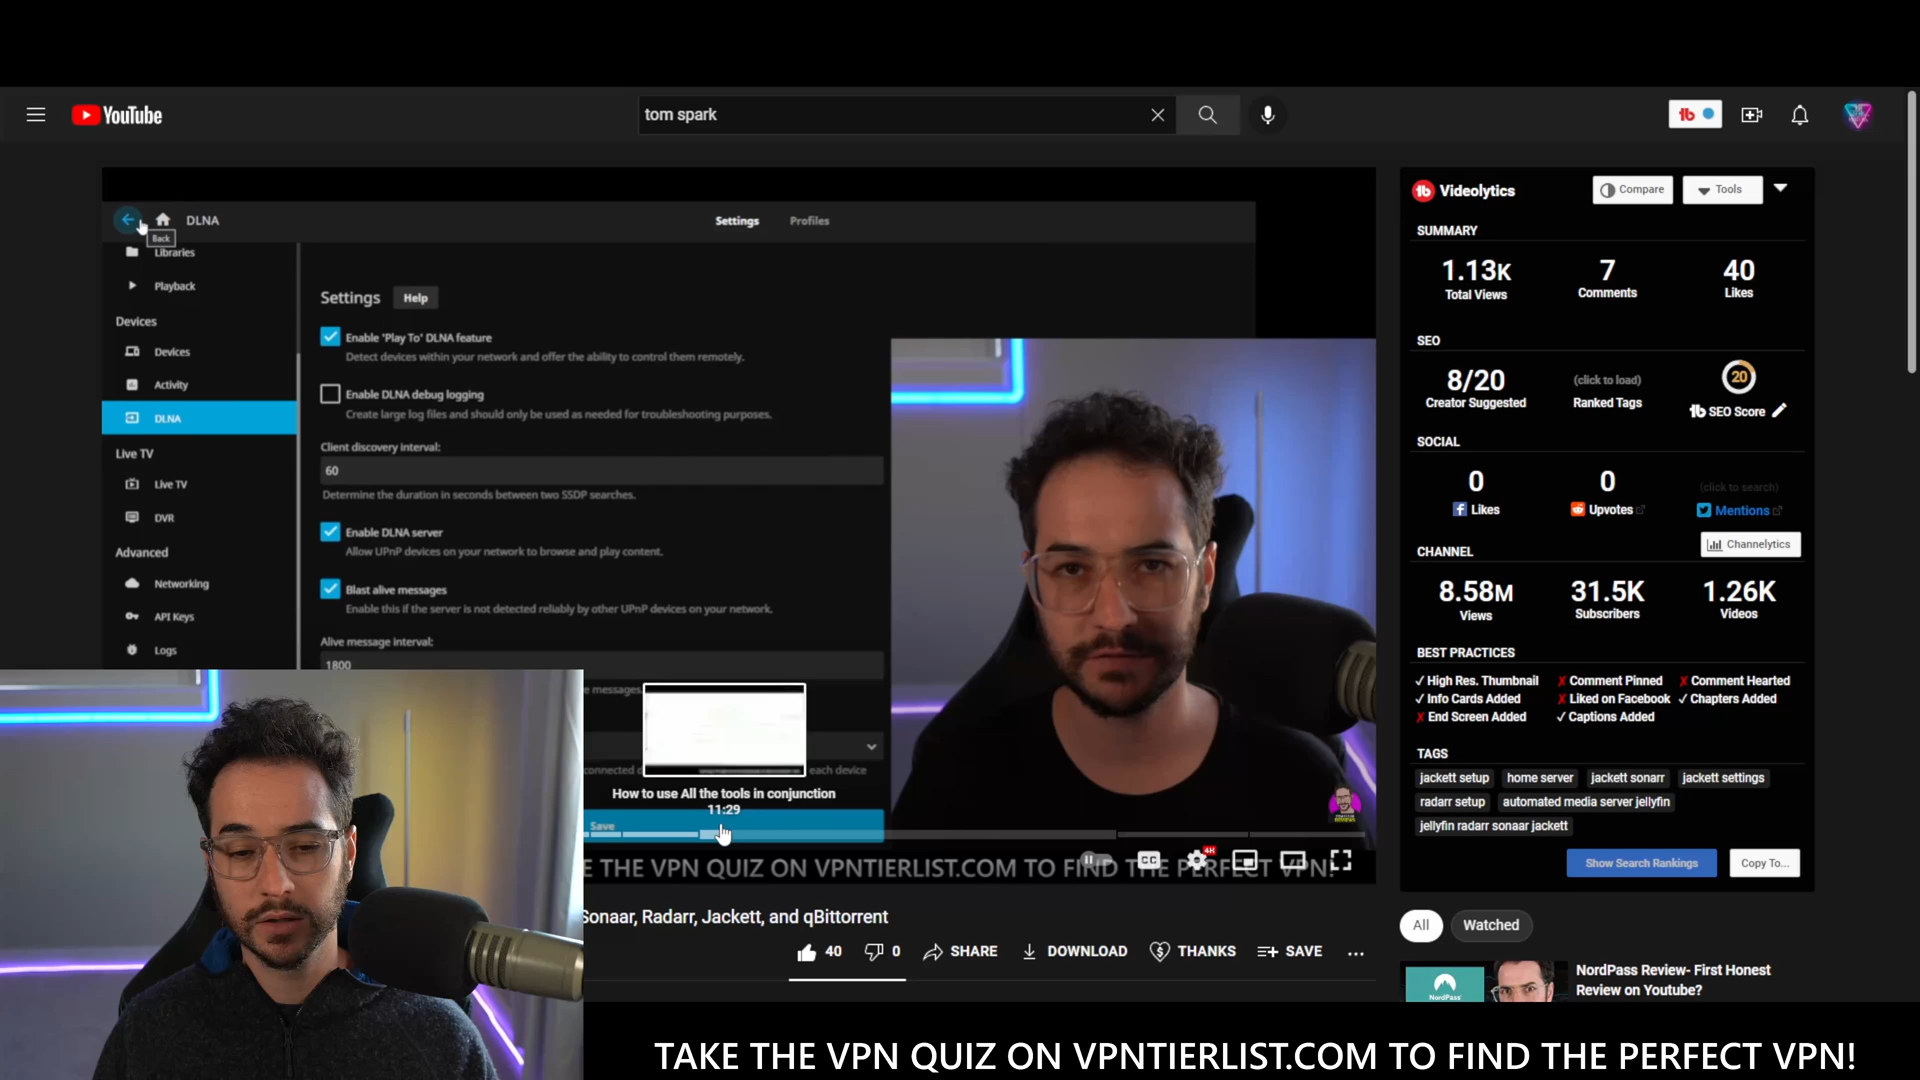 YouTube
tom spark
DLNA
Back
Settings
Profiles
Libraries
Playback
Devices
Devices
Activity
DLNA
Live TV
Live TV
DVR
Advanced
Networking
API Keys
Logs
Settings
Help
Enable 'Play To' DLNA feature
Detect devices within your network and offer the ability to control them remotely.
Enable DLNA debug logging
Create large log files and should only be used as needed for troubleshooting purposes.
Client discovery interval:
60
Determine the duration in seconds between two SSDP searches.
Enable DLNA server
Allow UPnP devices on your network to browse and play content.
Blast alive messages
Enable this if the server is not detected reliably by other UPnP devices on your network.
Alive message interval:
1800
e messages.
each device
How to use All the tools in conjunction
11:29
Save
E THE VPN QUIZ ON VPNTIERLIST.COM TO FIND THE PERFECT VPN!
Sonaar, Radarr, Jackett, and qBittorrent
40
0
SHARE
DOWNLOAD
THANKS
SAVE
Videolytics
Compare
Tools
SUMMARY
1.13K
Total Views
7
Comments
40
Likes
SEO
8/20
Creator Suggested
(click to load)
Ranked Tags
20
SEO Score
SOCIAL
0
Likes
0
Upvotes
(click to search)
Mentions
CHANNEL
Channelytics
8.58M
Views
31.5K
Subscribers
1.26K
Videos
BEST PRACTICES
✓ High Res. Thumbnail
✗ Comment Pinned
✗ Comment Hearted
✓ Info Cards Added
✗ Liked on Facebook
✓ Chapters Added
✗ End Screen Added
✓ Captions Added
TAGS
jackett setup
home server
jackett sonarr
jackett settings
radarr setup
automated media server jellyfin
jellyfin radarr sonaar jackett
Show Search Rankings
Copy To...
All
Watched
NordPass
NordPass Review- First Honest
Review on Youtube?
TAKE THE VPN QUIZ ON VPNTIERLIST.COM TO FIND THE PERFECT VPN!